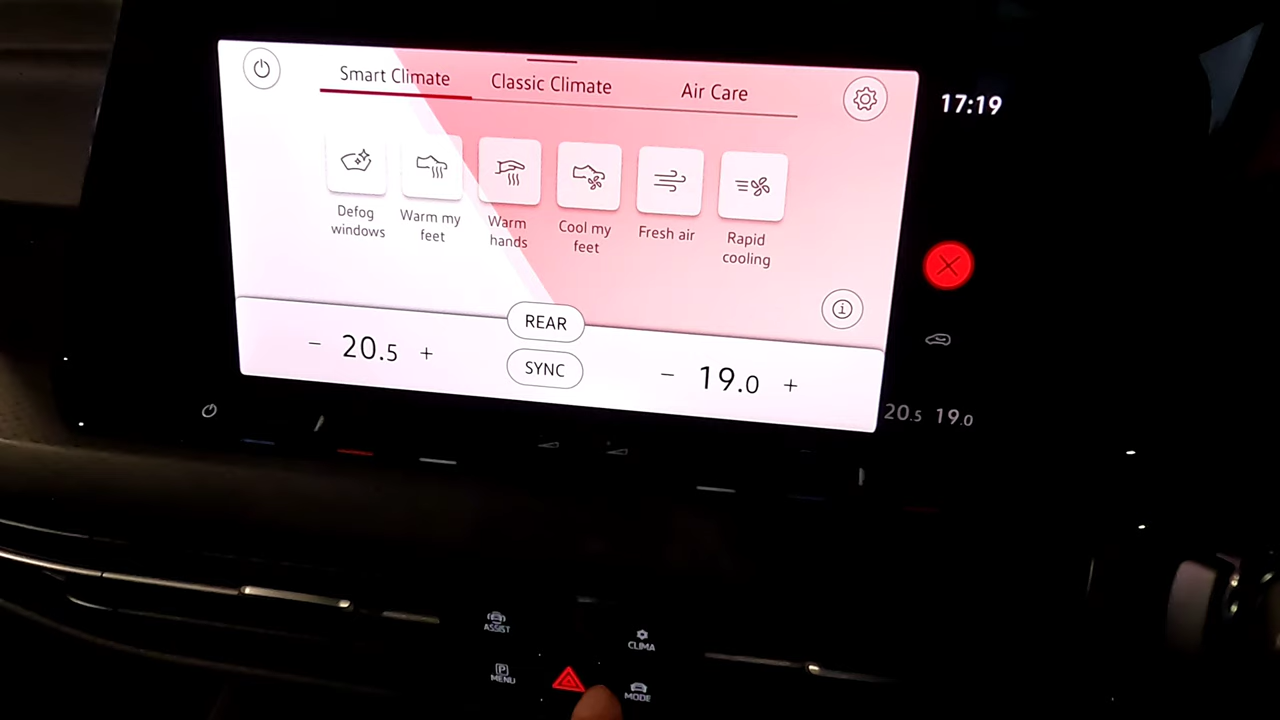 Smart Climate
Classic Climate
Air Care
17:19
Defog
windows
Warm my
feet
Warm
hands
Cool my
feet
Fresh air
Rapid
cooling
REAR
SYNC
- 20.5 +
- 19.0 +
20.5 19.0
ASSIST
CLIMA
P
MENU
MODE